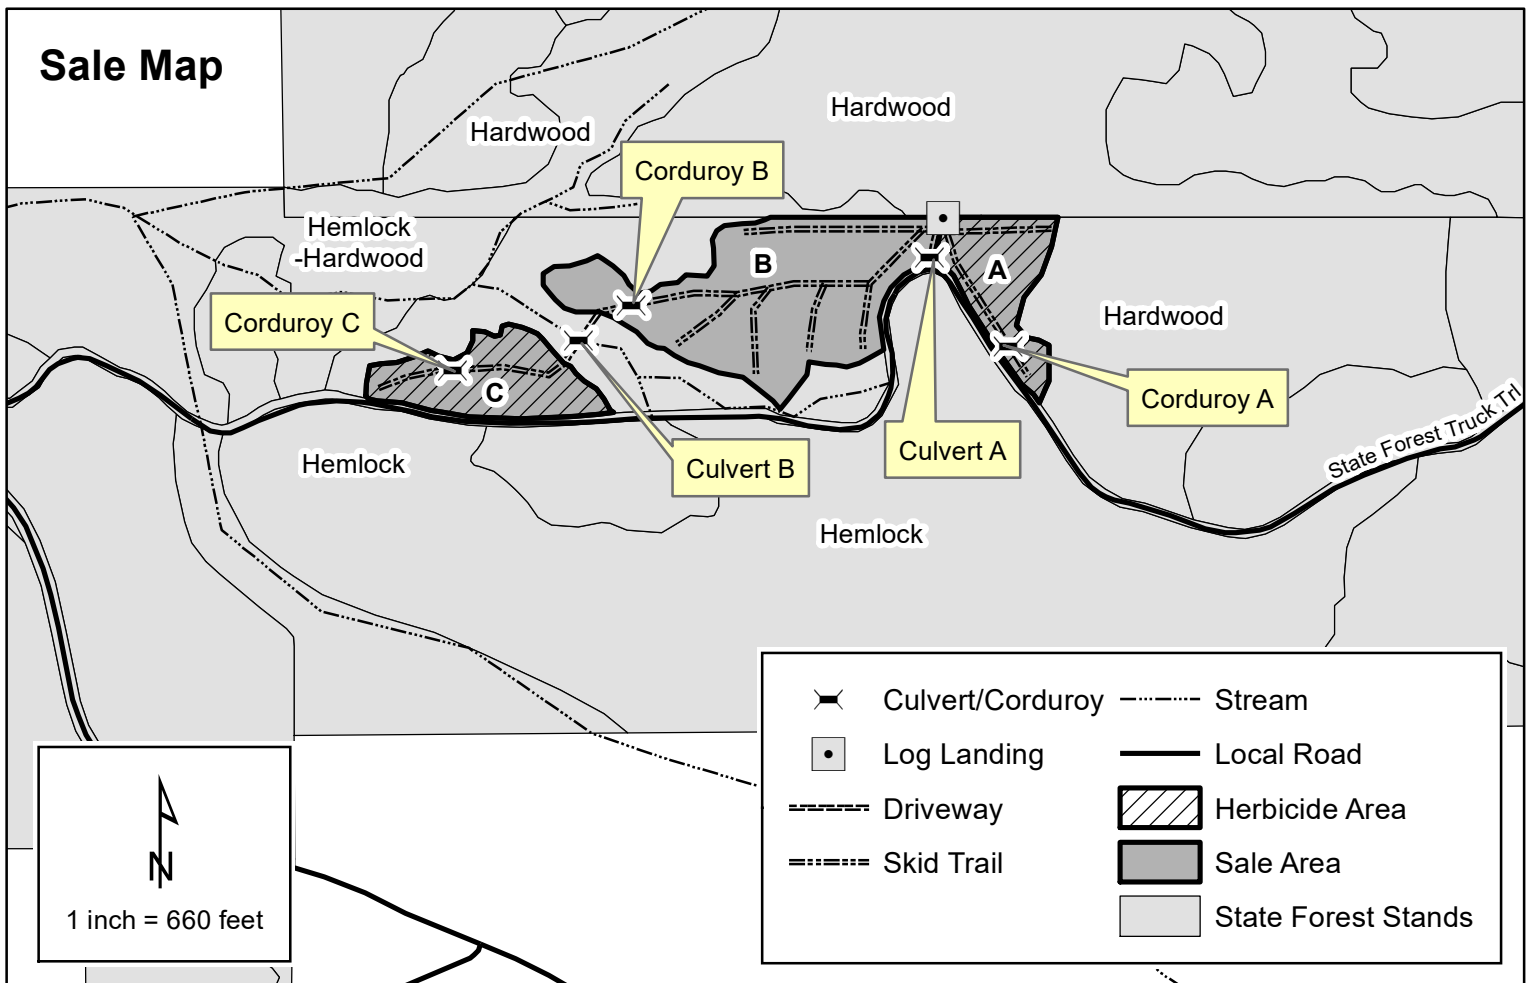 Sale Map
Hardwood
Hardwood
Corduroy B
Hemlock
-Hardwood
B
A
Corduroy C
Hardwood
C
Corduroy A
Culvert A
Culvert B
Hemlock
State Forest Truck Trl
Hemlock
Culvert/Corduroy
Log Landing
Driveway
Skid Trail
Stream
Local Road
Herbicide Area
Sale Area
State Forest Stands
N
1 inch = 660 feet